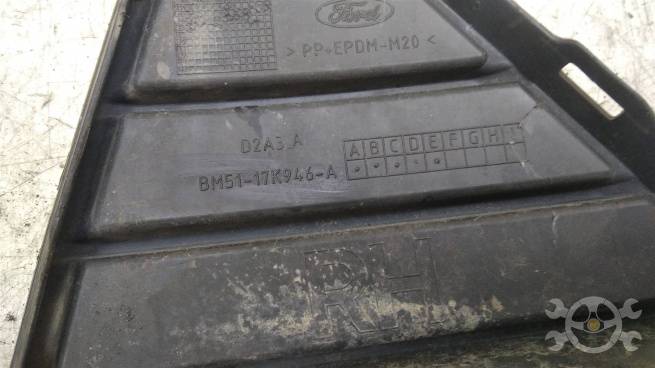 Ford
> PP+EPDM-M20 <
D2A3.A
A B C D E F G H I
BM51-17K946-A
RH